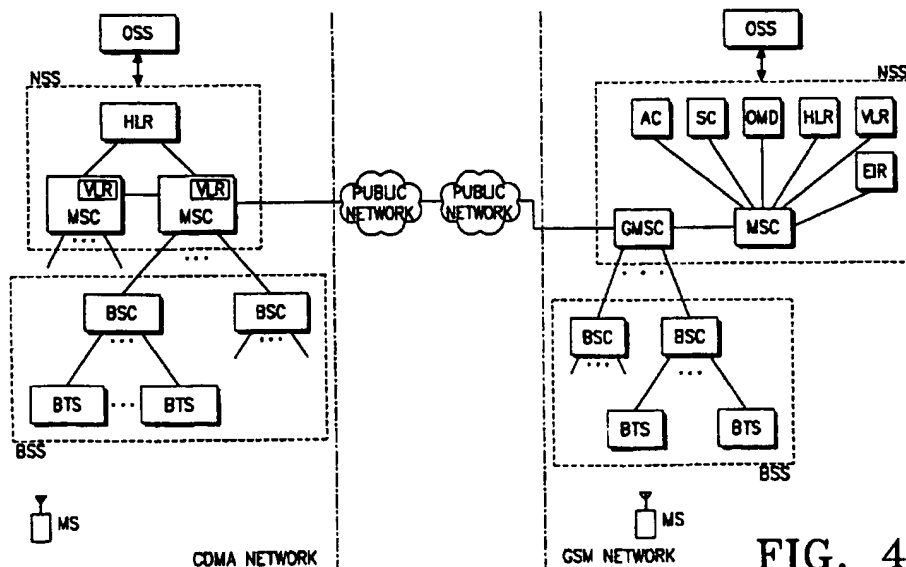 OSS
NSS
HLR
VLR
MSC
VLR
MSC
BSC
BSC
BTS
BTS
BSS
MS
CDMA NETWORK
PUBLIC
NETWORK
PUBLIC
NETWORK
OSS
NSS
AC
SC
OMD
HLR
VLR
EIR
GMSC
MSC
BSC
BSC
BTS
BTS
BSS
MS
GSM NETWORK
FIG. 4